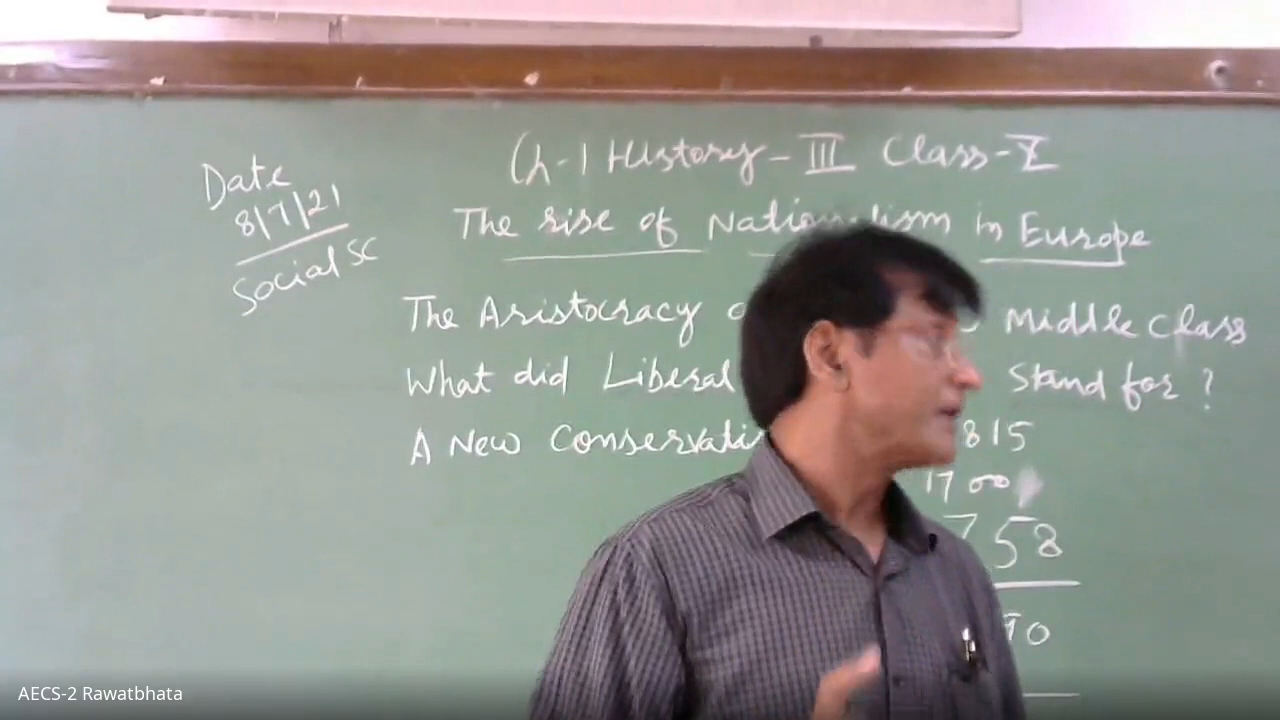 Date
8/7/21
Social SC
Ch-1 History-III Class-X
The rise of Nationalism in Europe
The Aristocracy Middle Class
What did Liberal Stand for?
A New Conservati 815
1700
758
10
AECS-2 Rawatbhata